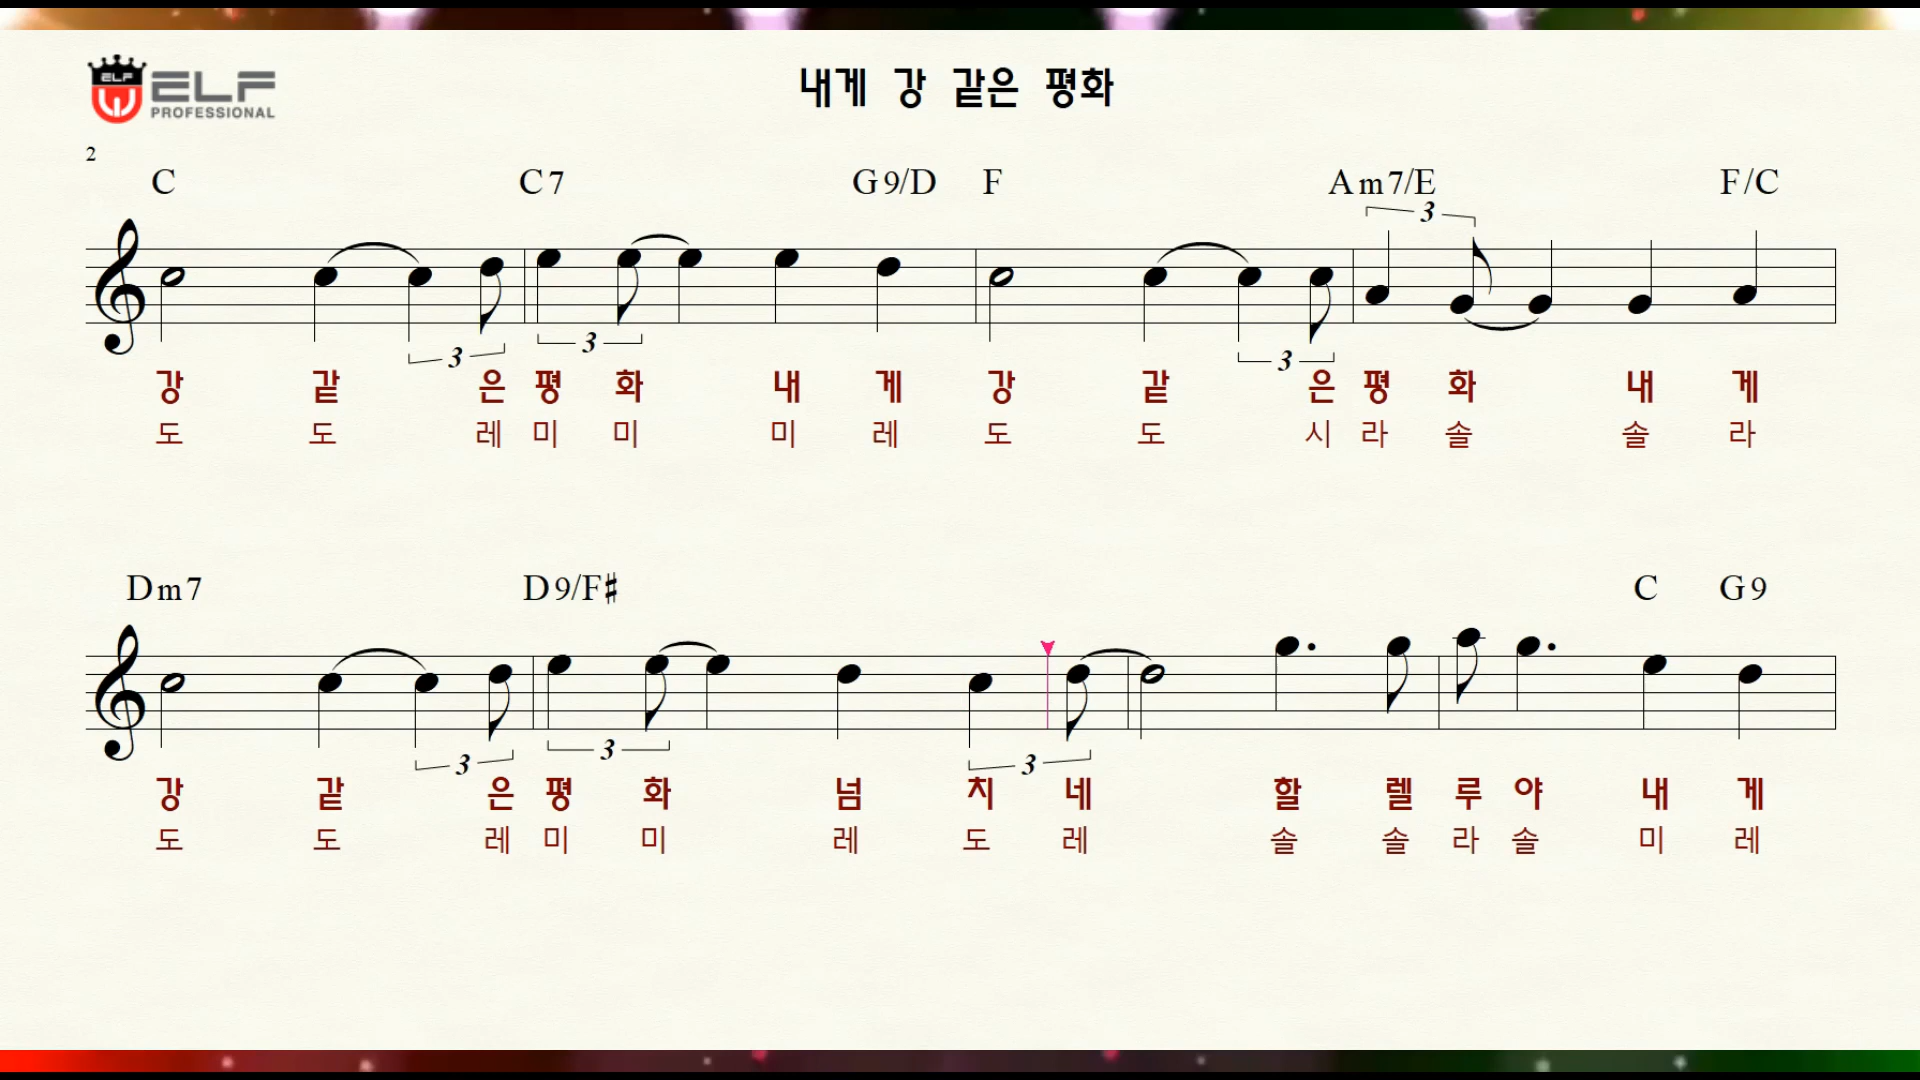 ELF
ELF
PROFESSIONAL
내게 강 같은 평화
2
C C7 G9/D F Am7/E F/C
3
3 3 3
강 같 은 평 화 내 게 강 같 은 평 화 내 게
도 도 레 미 미 미 레 도 도 시 라 솔 솔 라
Dm7 D9/F♯ C G9
3 3 3
강 같 은 평 화 넘 치 네 할 렐 루 야 내 게
도 도 레 미 미 레 도 레 솔 솔 라 솔 미 레